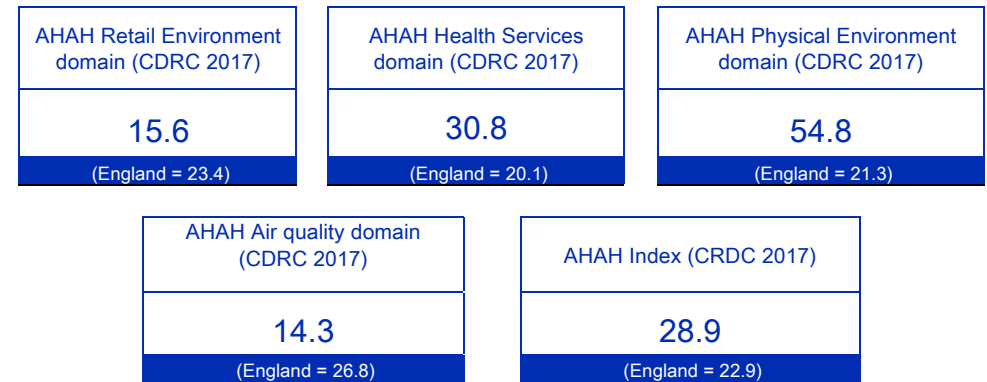 AHAH Retail Environment
domain (CDRC 2017)
15.6
(England = 23.4)
AHAH Health Services
domain (CDRC 2017)
30.8
(England = 20.1)
AHAH Physical Environment
domain (CDRC 2017)
54.8
(England = 21.3)
AHAH Air quality domain
(CDRC 2017)
14.3
(England = 26.8)
AHAH Index (CRDC 2017)
28.9
(England = 22.9)